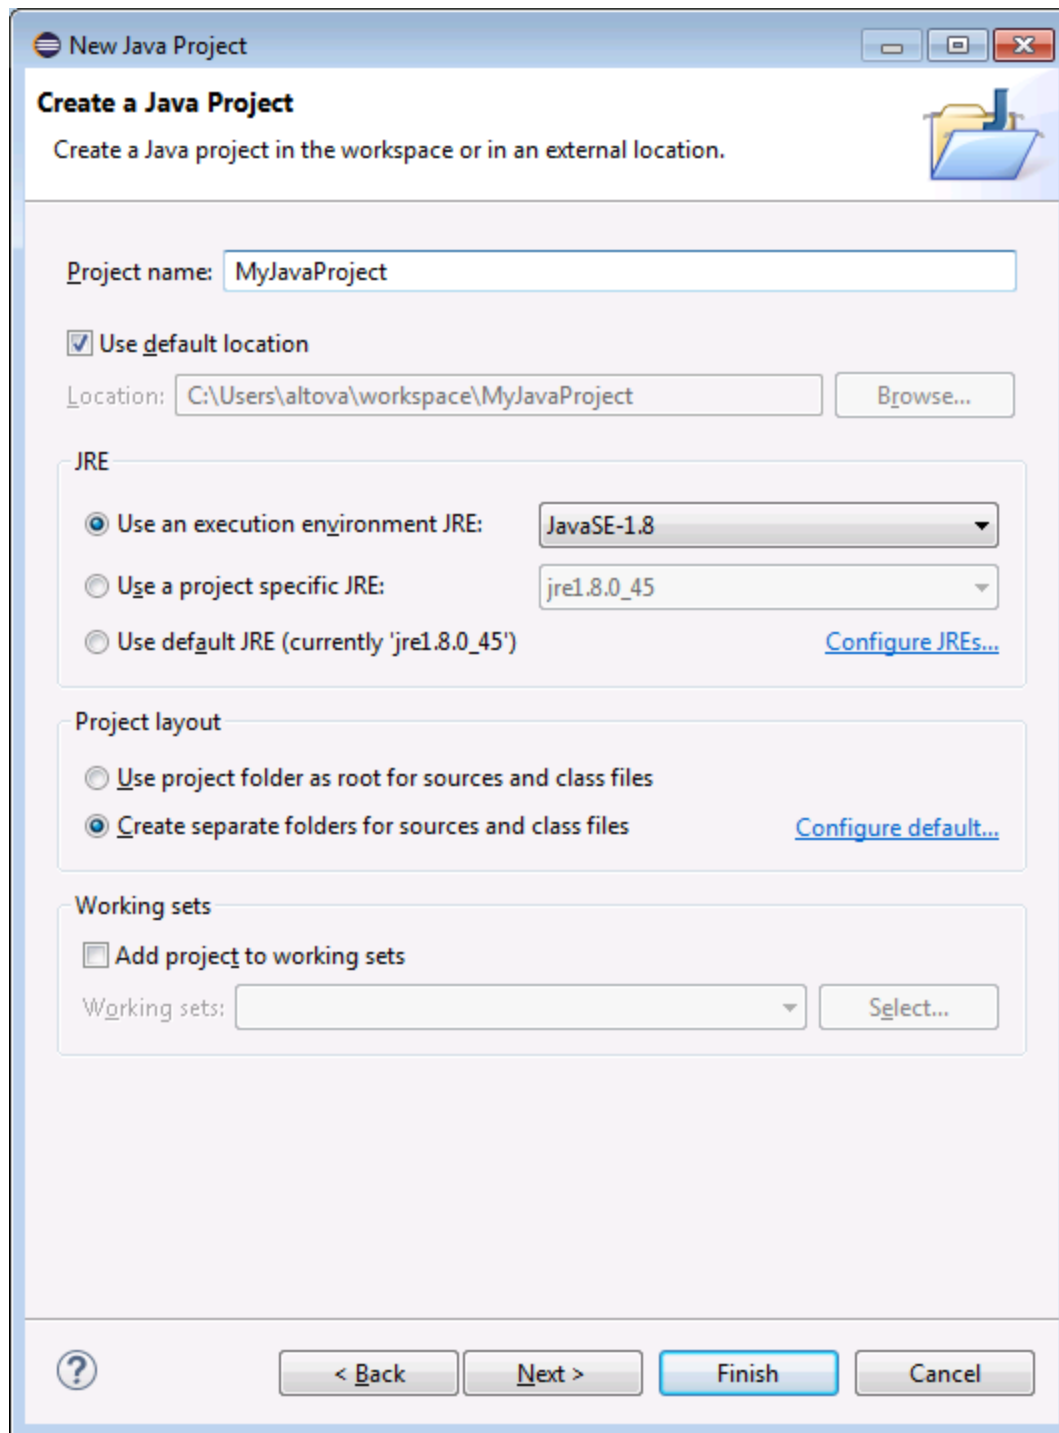 New Java Project
Create a Java Project
Create a Java project in the workspace or in an external location.
Project name: MyJavaProject
Use default location
Location: C:\Users\altova\workspace\MyJavaProject Browse...
JRE
Use an execution environment JRE: JavaSE-1.8
Use a project specific JRE: jre1.8.0_45
Use default JRE (currently 'jre1.8.0_45') Configure JREs...
Project layout
Use project folder as root for sources and class files
Create separate folders for sources and class files Configure default...
Working sets
Add project to working sets
Working sets: Select...
? < Back Next > Finish Cancel